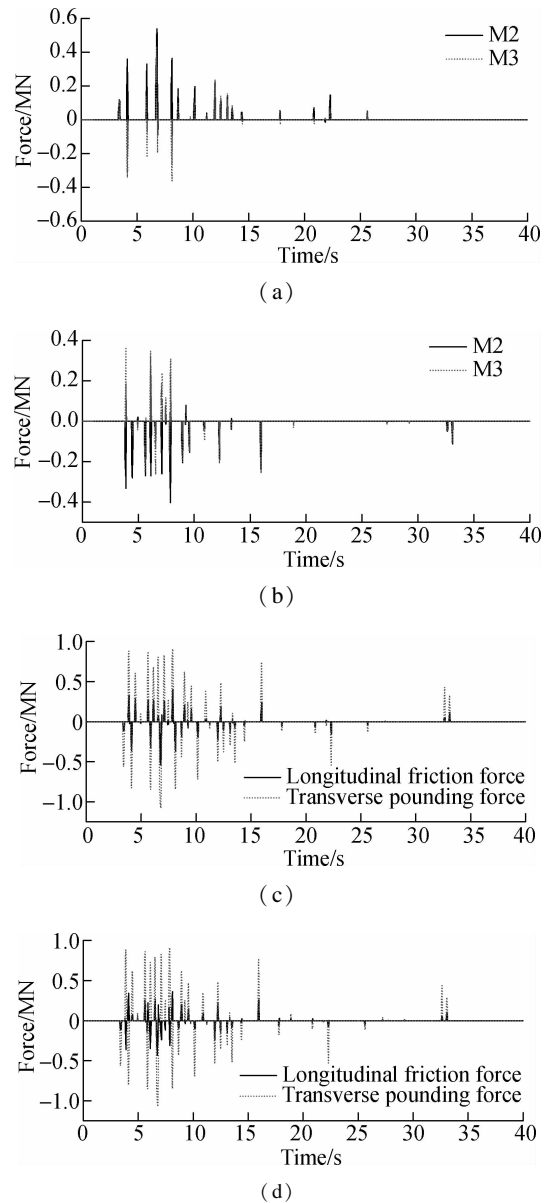 0.6
0.4
0.2
0
−0.2
−0.4
−0.6
Force/MN
M2
M3
0 5 10 15 20 25 30 35 40
Time/s
(a)
0.4
0.2
0.0
−0.2
−0.4
Force/MN
M2
M3
0 5 10 15 20 25 30 35 40
Time/s
(b)
1.0
0.5
0
−0.5
−1.0
Force/MN
Longitudinal friction force
Transverse pounding force
0 5 10 15 20 25 30 35 40
Time/s
(c)
1.0
0.5
0
−0.5
−1.0
Force/MN
Longitudinal friction force
Transverse pounding force
0 5 10 15 20 25 30 35 40
Time/s
(d)